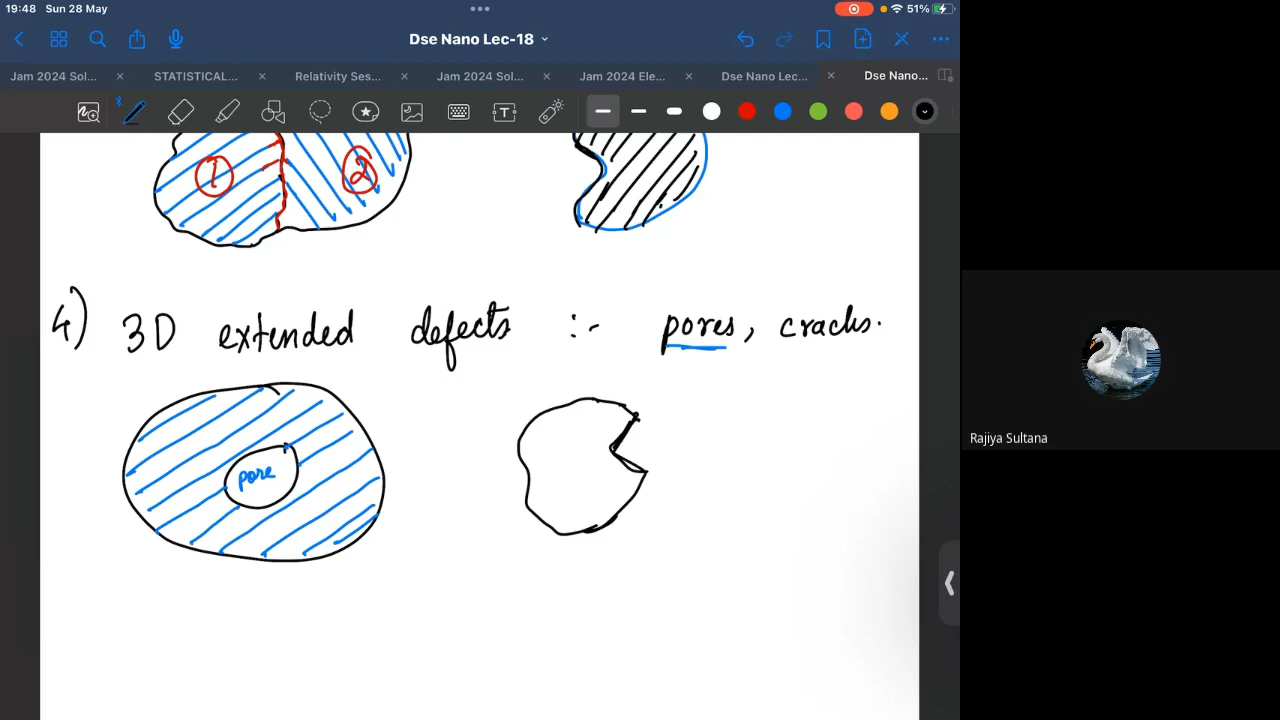 19:48 Sun 28 May
51%
Dse Nano Lec-18
Jam 2024 Sol...
STATISTICAL...
Relativity Ses...
Jam 2024 Sol...
Jam 2024 Ele...
Dse Nano Lec...
Dse Nano...
T
1
2
4) 3D extended defects :- pores, cracks.
pore
Rajiya Sultana